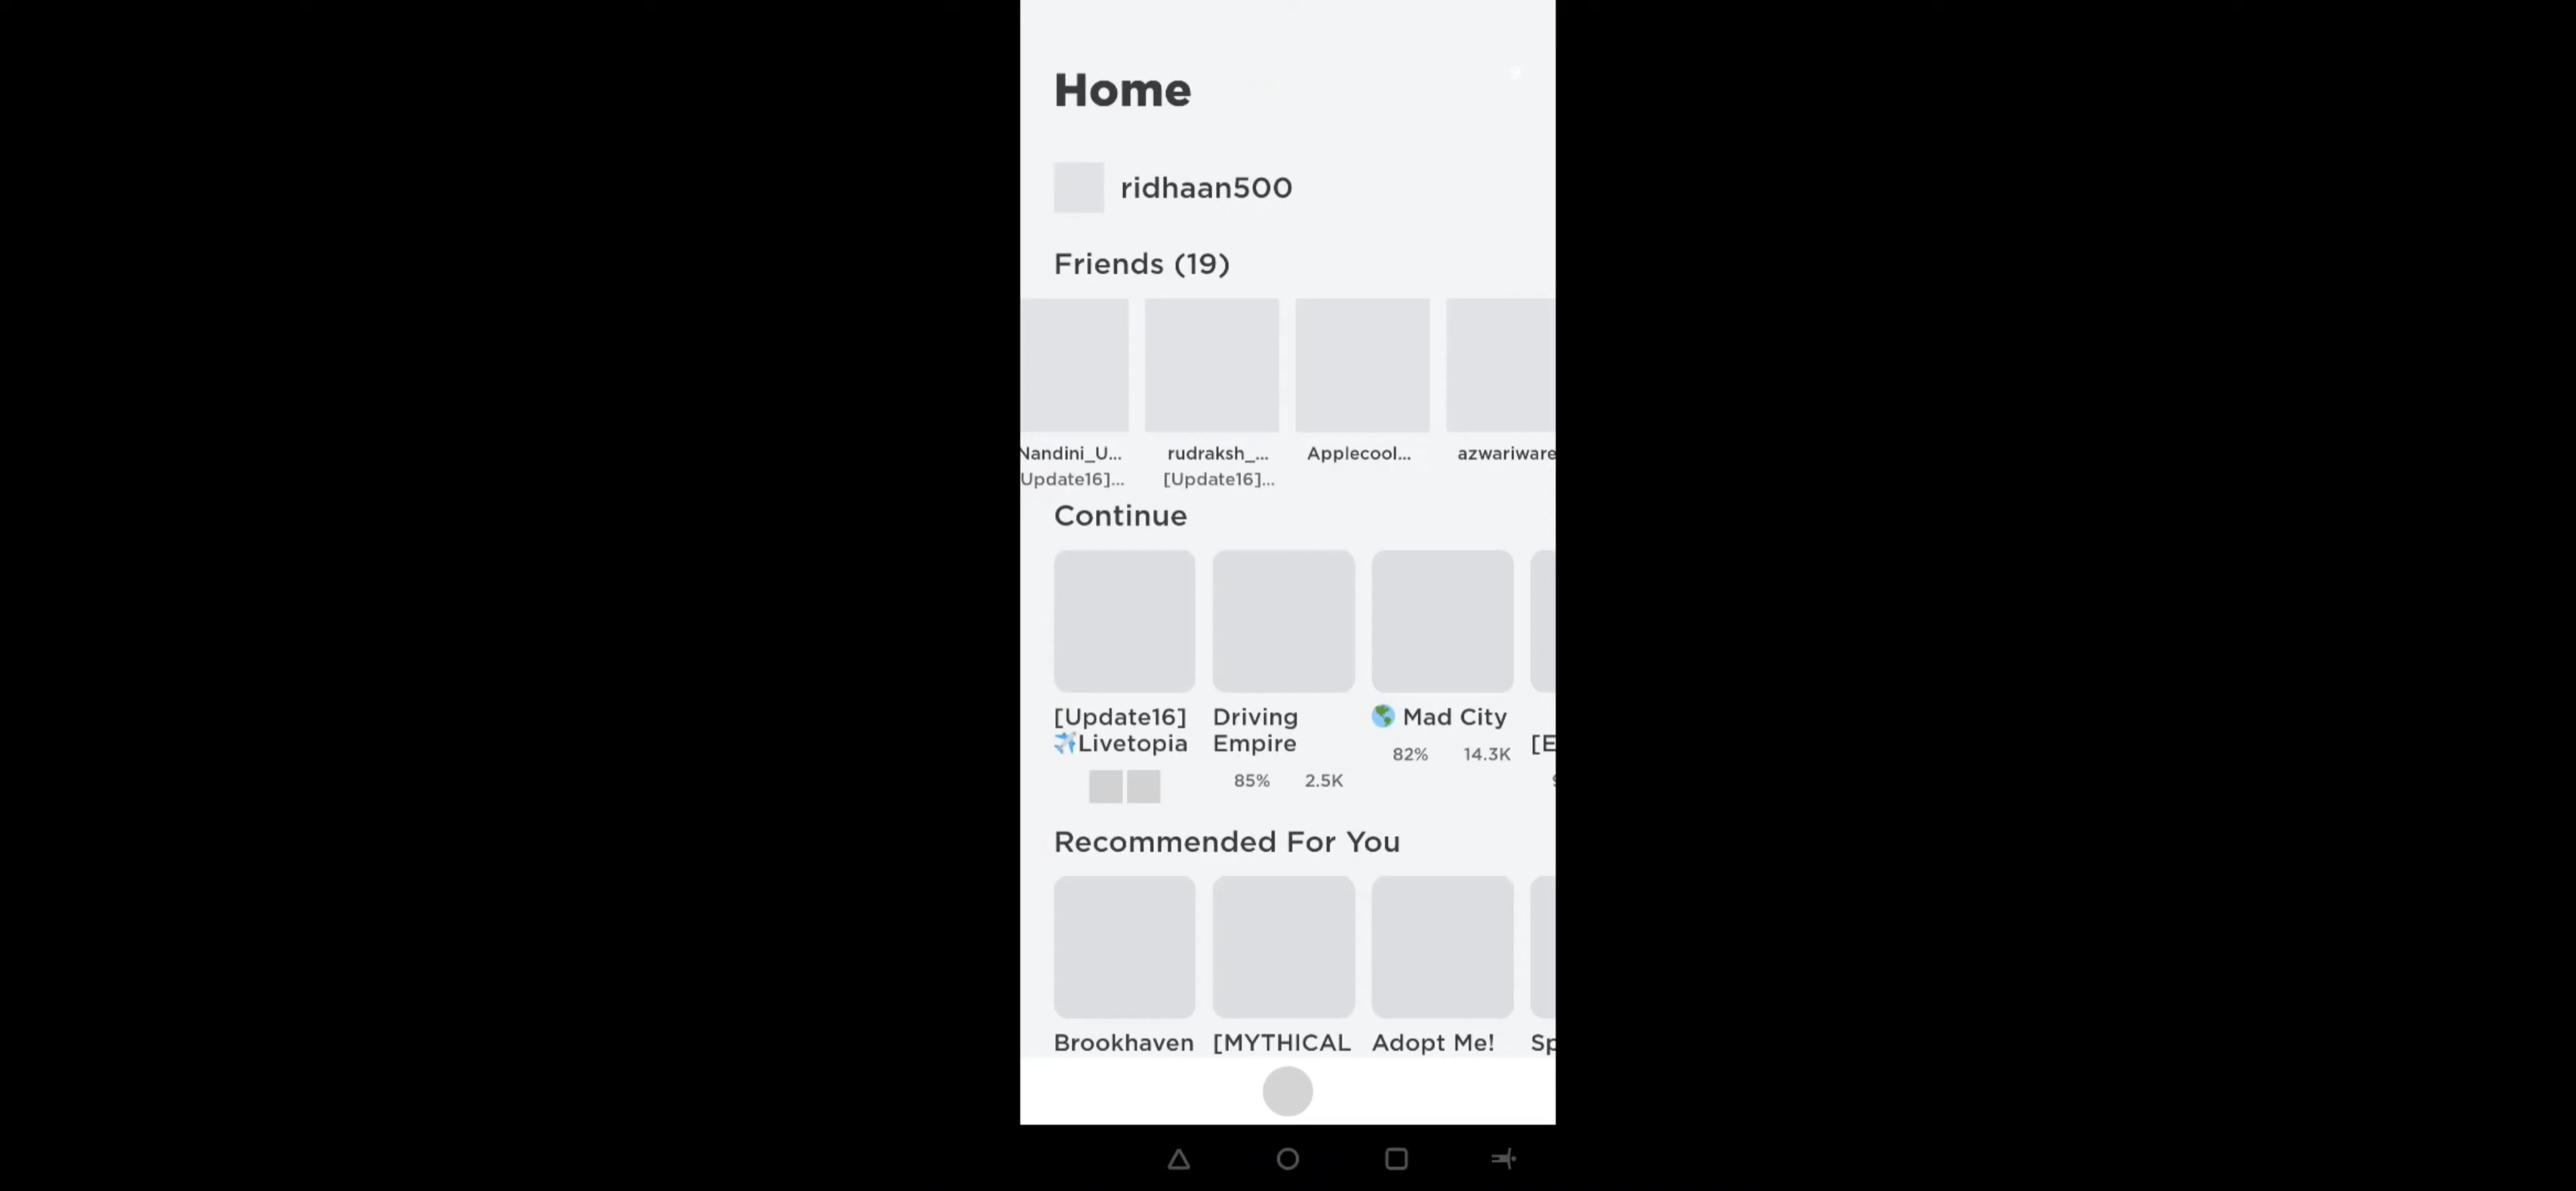 Home
ridhaan500
Friends (19)
Nandini_U... rudraksh_... Applecool... azwariware
Update16]... [Update16]...
Continue
[Update16] Driving 🌎 Mad City
✈️Livetopia Empire [E
82% 14.3K
85% 2.5K
Recommended For You
Brookhaven [MYTHICAL Adopt Me! Sp